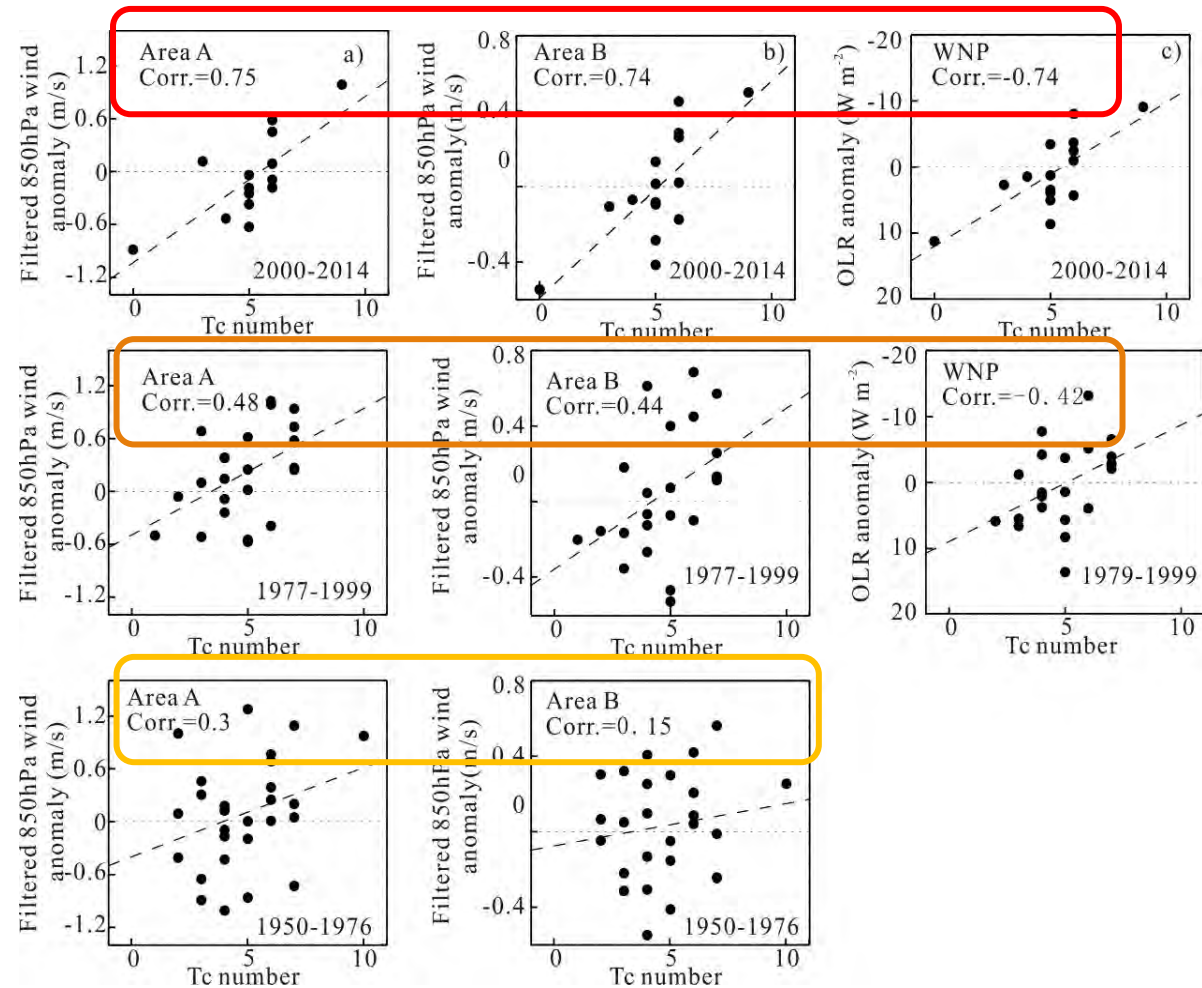 Filtered 850hPa wind
anomaly (m/s)
1.2
0.6
0
-0.6
-1.2
Area A
Corr.=0.75
a)
2000-2014
0 5 10
Tc number
Filtered 850hPa wind
anomaly(m/s)
0.8
0.4
0
-0.4
Area B
Corr.=0.74
b)
2000-2014
0 5 10
Tc number
OLR anomaly (W m⁻²)
-20
-10
0
10
20
WNP
Corr.=-0.74
c)
2000-2014
0 5 10
Tc number
Filtered 850hPa wind
anomaly (m/s)
1.2
0.6
0
-0.6
-1.2
Area A
Corr.=0.48
1977-1999
0 5 10
Tc number
Filtered 850hPa wind
anomaly (m/s)
0.8
0.4
0
-0.4
Area B
Corr.=0.44
1977-1999
0 5 10
Tc number
OLR anomaly (W m⁻²)
-20
-10
0
10
20
WNP
Corr.=-0. 42
1979-1999
0 5 10
Tc number
Filtered 850hPa wind
anomaly (m/s)
1.2
0.6
0
-0.6
-1.2
Area A
Corr.=0.3
1950-1976
0 5 10
Tc number
Filtered 850hPa wind
anomaly(m/s)
0.8
0.4
0
-0.4
Area B
Corr.=0. 15
1950-1976
0 5 10
Tc number